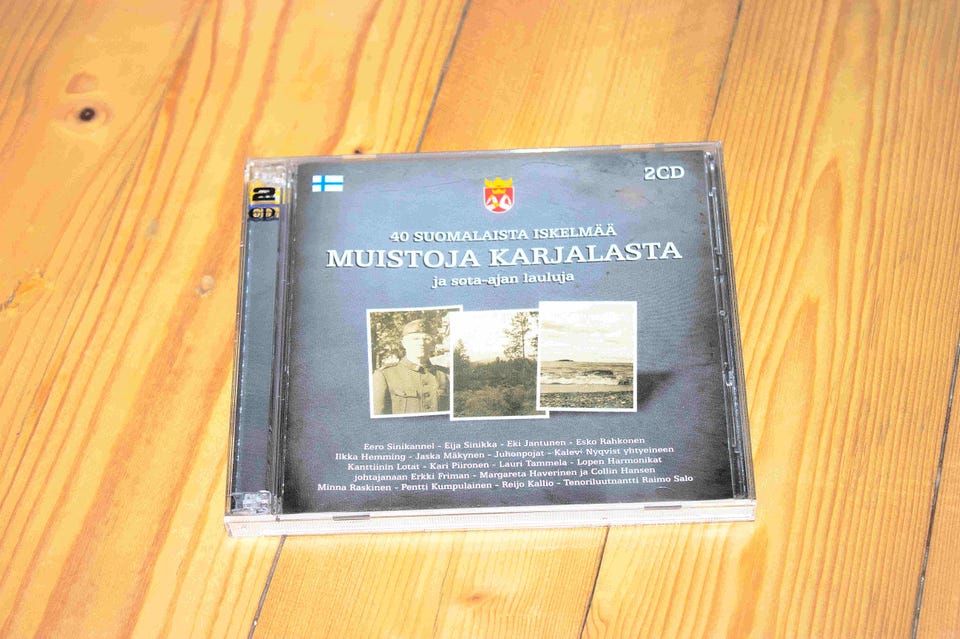 2CD
2
CD
40 SUOMALAISTA ISKELMÄÄ
MUISTOJA KARJALASTA
ja sota-ajan lauluja
Eero Sinikannel - Eija Sinikka - Eki Jantunen - Esko Rahkonen
Ilkka Hemming - Jaska Mäkynen - Juhonpojat - Kalevi Nyqvist yhtyeineen
Kanttiinin Lotat - Kari Piironen - Lauri Tammela - Lopen Harmonikat
johtajanaan Erkki Friman - Margareta Haverinen ja Collin Hansen
Minna Raskinen - Pentti Kumpulainen - Reijo Kallio - Tenoriluutnantti Raimo Salo